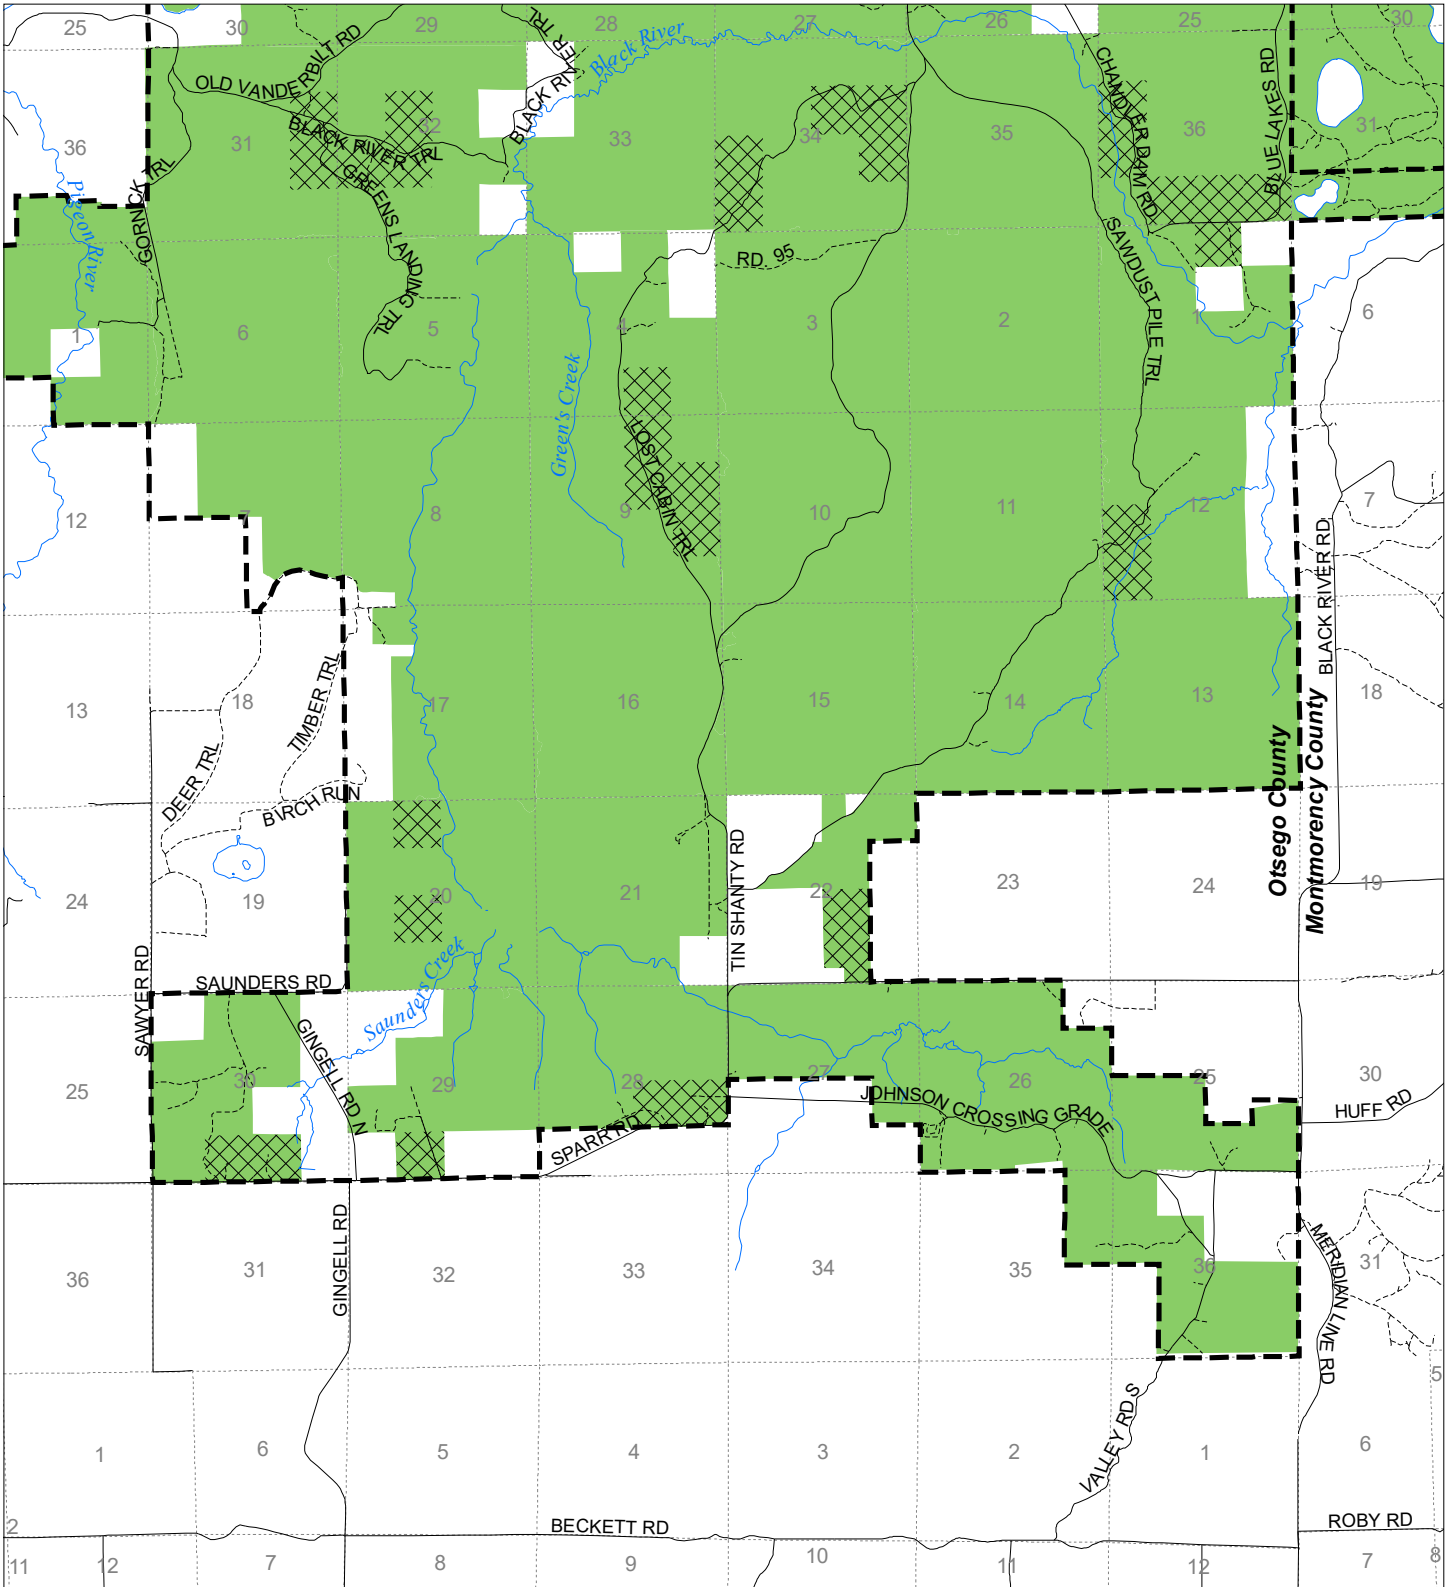 25
30
29
28
27
26
25
30
OLD VANDERBILT RD
BLACK RIVER TRL
Black River
CHANDLER DAM RD
BLUE LAKES RD
36
31
32
33
34
35
36
31
BLACK RIVER TRL
GREENS LANDING TRL
GORNICK TRL
Pigeon River
RD. 95
SAWDUST PILE TRL
1
6
5
4
3
2
1
6
Green's Creek
LOST CABIN TRL
12
7
8
9
10
11
12
7
BLACK RIVER RD
13
18
17
16
15
14
13
18
TIMBER TRL
DEER TRL
BIRCH RUN
Otsego County
Montmorency County
24
19
20
21
22
23
24
19
TIN SHANTY RD
SAWYER RD
SAUNDERS RD
Saunders Creek
GINGELL RD N
25
30
29
28
27
26
25
30
JOHNSON CROSSING GRADE
HUFF RD
SPARR RD
GINGELL RD
36
31
32
33
34
35
36
31
MERIDIAN LINE RD
VALLEY RD S
1
6
5
4
3
2
1
6
5
2
BECKETT RD
ROBY RD
11
12
7
8
9
10
11
12
7
8